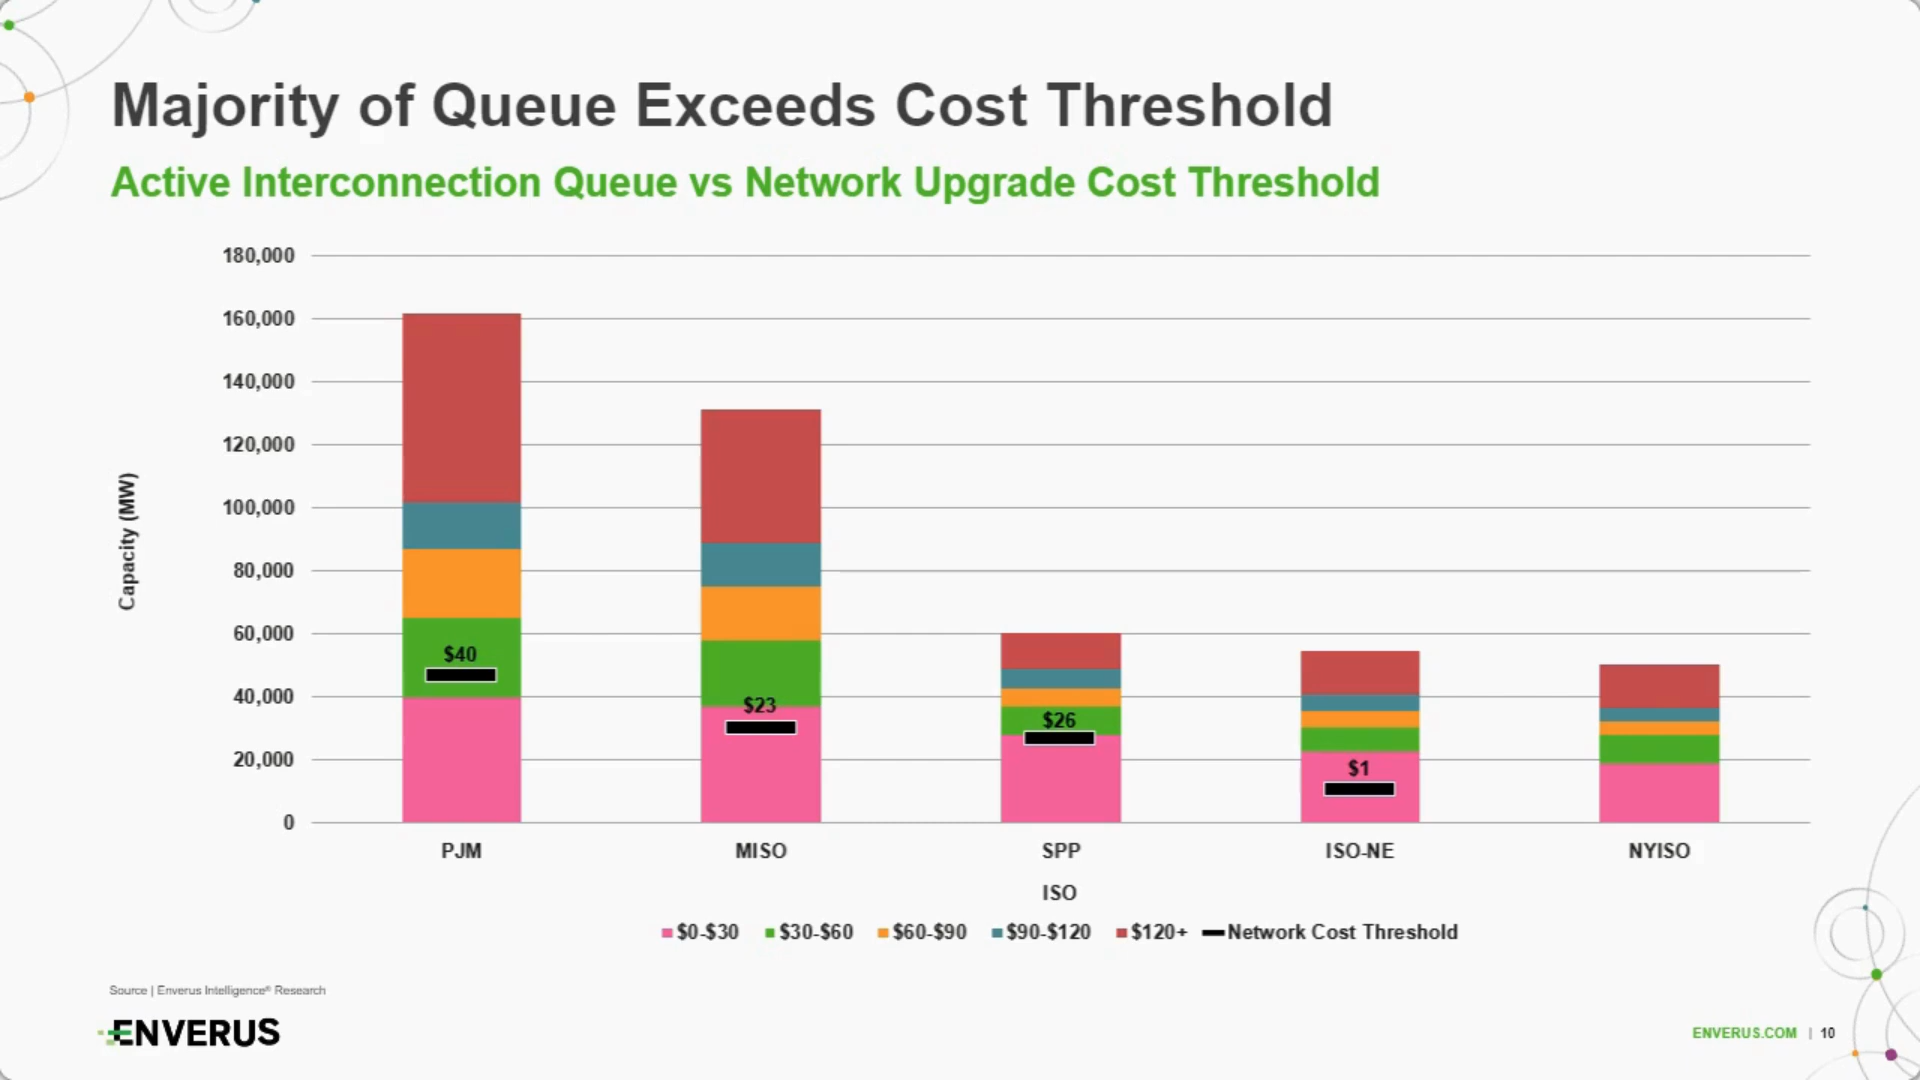 Majority of Queue Exceeds Cost Threshold
Active Interconnection Queue vs Network Upgrade Cost Threshold
180,000
160,000
140,000
120,000
100,000
80,000
60,000
40,000
20,000
0
Capacity (MW)
$40
$23
$26
$1
PJM MISO SPP ISO-NE NYISO
ISO
$0-$30 $30-$60 $60-$90 $90-$120 $120+ Network Cost Threshold
Source | Enverus Intelligence® Research
ENVERUS
ENVERUS.COM | 10